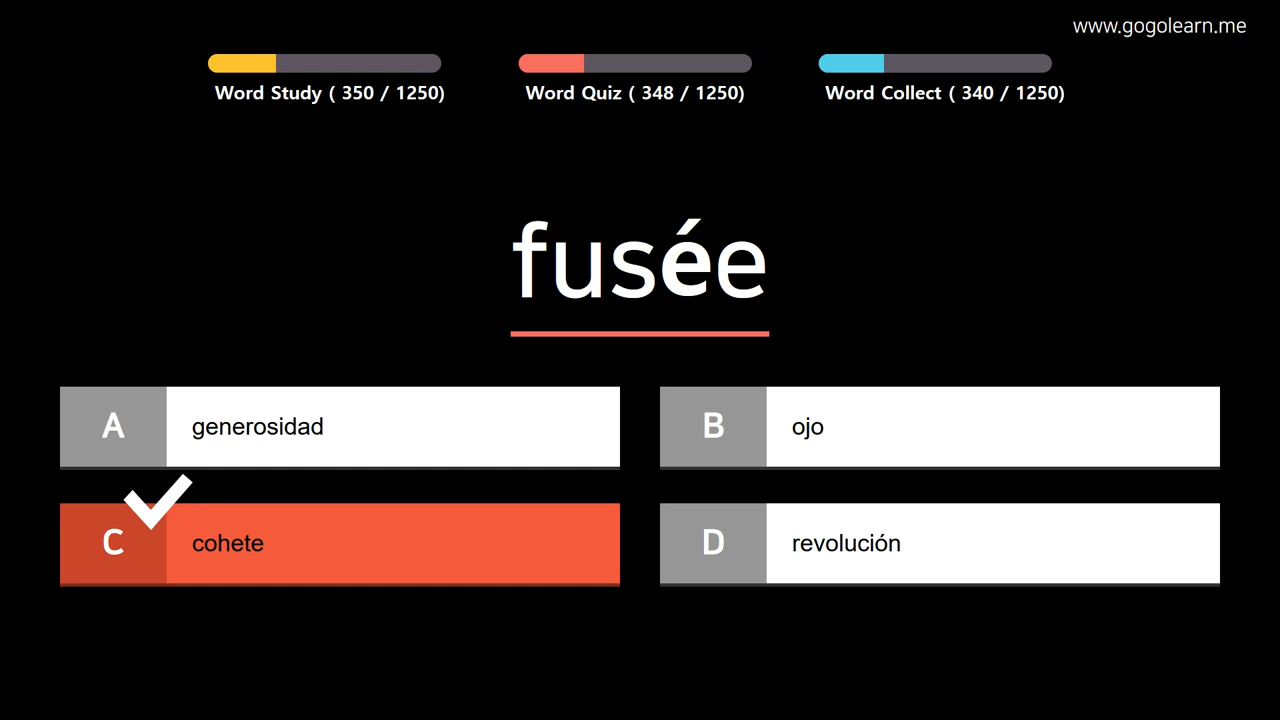 www.gogolearn.me
Word Study ( 350 / 1250)
Word Quiz ( 348 / 1250)
Word Collect ( 340 / 1250)
fusée
A
generosidad
B
ojo
C
cohete
D
revolución